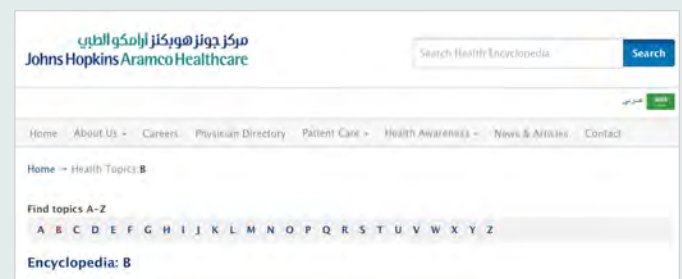 مركز جونز هوبكنز أرامكو الطبي
Johns Hopkins Aramco Healthcare
Search Health Encyclopedia Search
عربي
Home About Us Careers Physician Directory Patient Care Health Awareness News & Articles Contact
Home → Health Topics B
Find topics A-Z
A B C D E F G H I J K L M N O P Q R S T U V W X Y Z
Encyclopedia: B